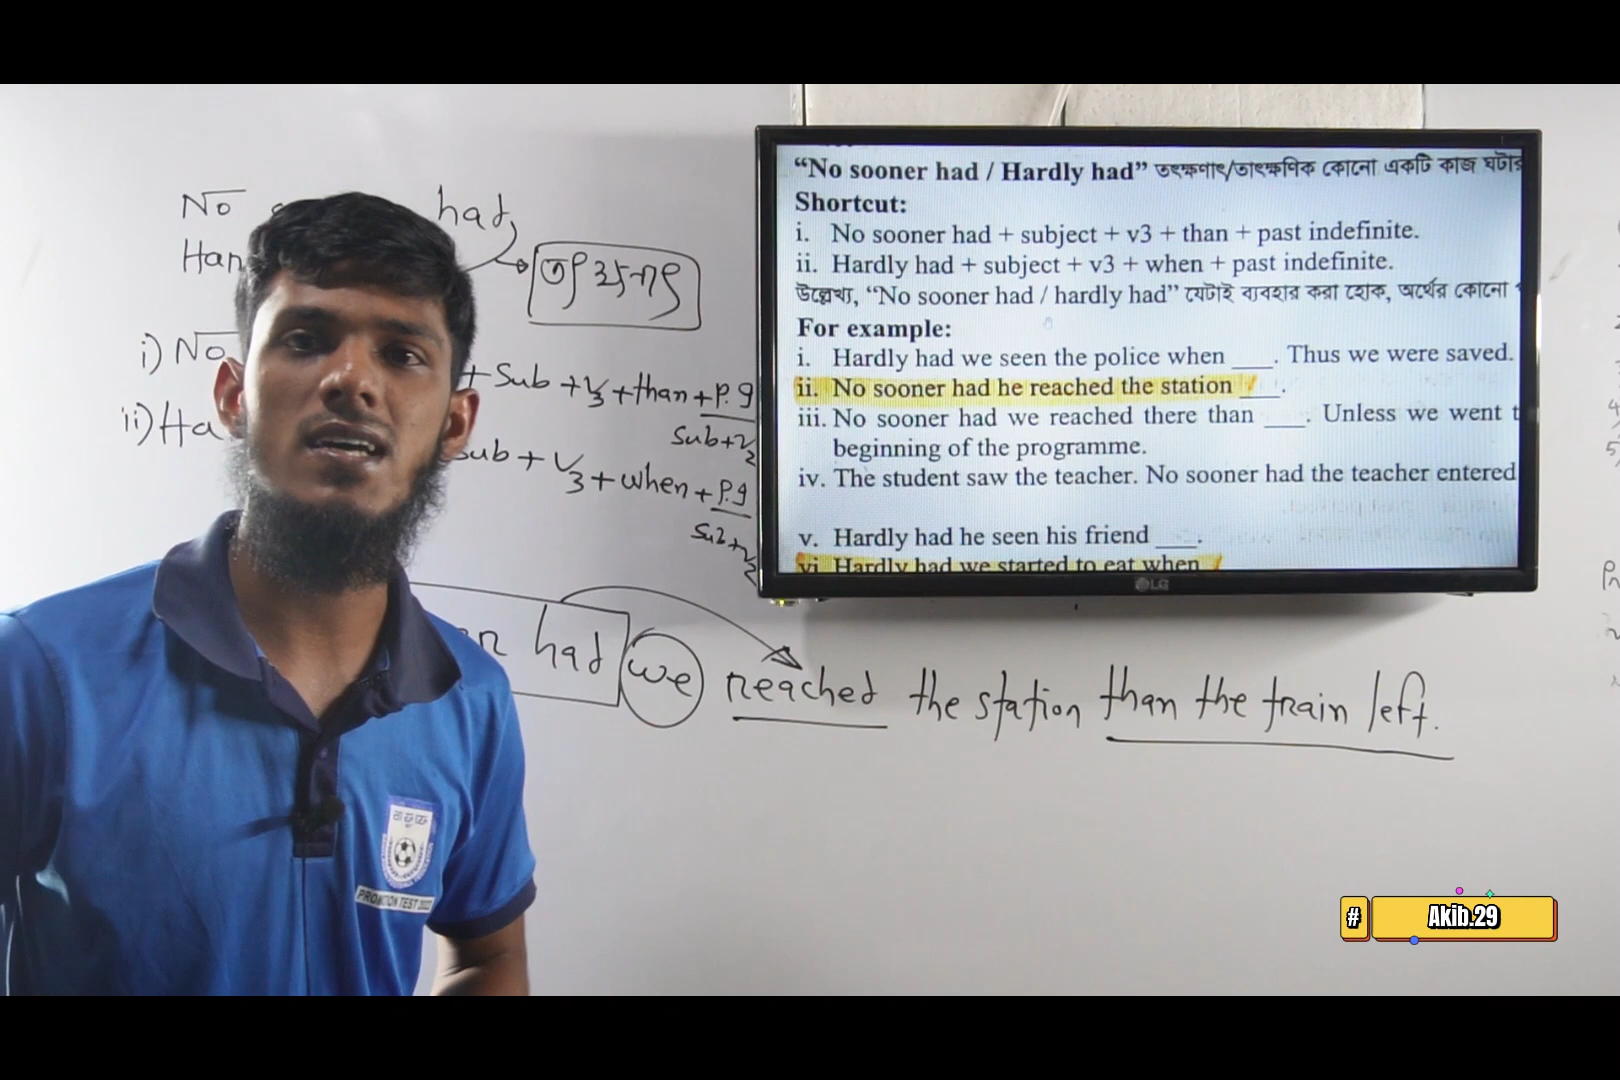 No had,
Han
তৎক্ষনাৎ
i) No + Sub + V3 + than + P. g
Sub + V2
ii) Ha Sub + V3 + when + P.g
Sub + V2
had we reached the station than the train left.
“No sooner had / Hardly had” তৎক্ষণাৎ/তাৎক্ষণিক কোনো একটি কাজ ঘটার
Shortcut:
i. No sooner had + subject + v3 + than + past indefinite.
ii. Hardly had + subject + v3 + when + past indefinite.
উল্লেখ্য, “No sooner had / hardly had” যেটাই ব্যবহার করা হোক, অর্থের কোনো
For example:
i. Hardly had we seen the police when ___. Thus we were saved.
ii. No sooner had he reached the station ___.
iii. No sooner had we reached there than ___. Unless we went t
beginning of the programme.
iv. The student saw the teacher. No sooner had the teacher entered
v. Hardly had he seen his friend ___.
vi. Hardly had we started to eat when
LG
PROMOTION TEST 2022
# Akib.29